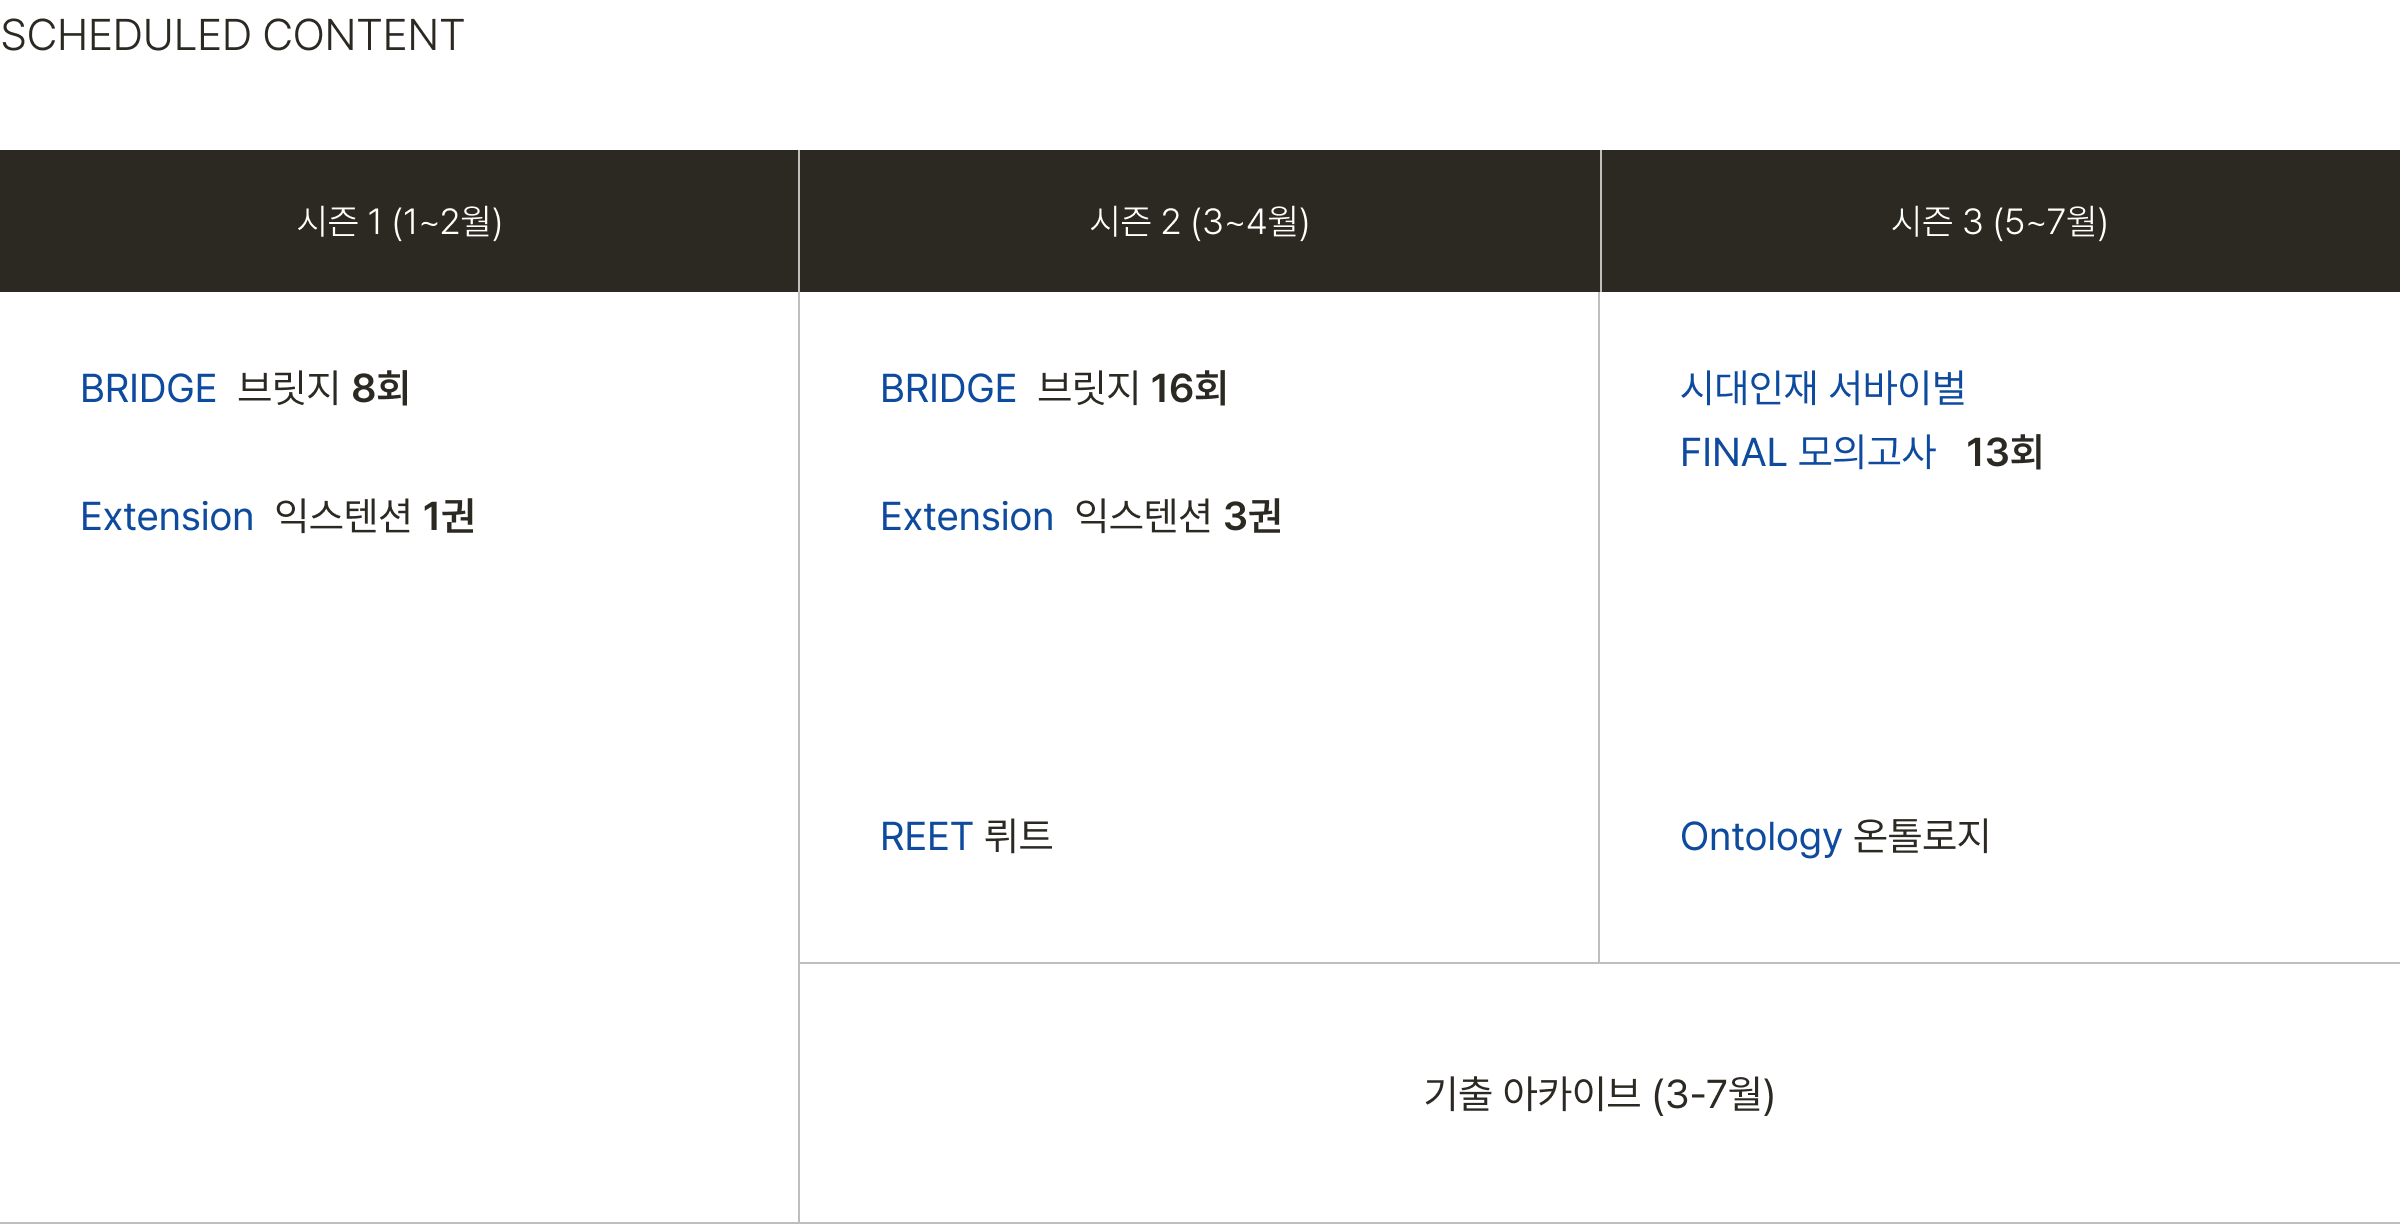 SCHEDULED CONTENT
시즌 1 (1~2월)
시즌 2 (3~4월)
시즌 3 (5~7월)
BRIDGE 브릿지 8회
Extension 익스텐션 1권
BRIDGE 브릿지 16회
Extension 익스텐션 3권
REET 뤼트
시대인재 서바이벌
FINAL 모의고사 13회
Ontology 온톨로지
기출 아카이브 (3-7월)